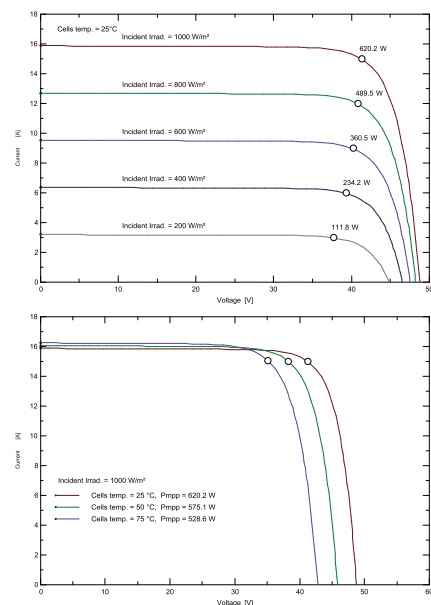 18
Cells temp. = 25°C
Incident Irrad. = 1000 W/m²
620.2 W
16
14
Incident Irrad. = 800 W/m²
489.5 W
12
Current [A]
10
Incident Irrad. = 600 W/m²
360.5 W
8
Incident Irrad. = 400 W/m²
234.2 W
6
4
Incident Irrad. = 200 W/m²
111.8 W
2
0
0 10 20 30 40 50
Voltage [V]
18
16
14
12
Current [A]
10
8
Incident Irrad. = 1000 W/m²
6
Cells temp. = 25 °C, Pmpp = 620.2 W
Cells temp. = 50 °C, Pmpp = 575.1 W
4
Cells temp. = 75 °C, Pmpp = 528.6 W
2
0
0 10 20 30 40 50 60
Voltage [V]